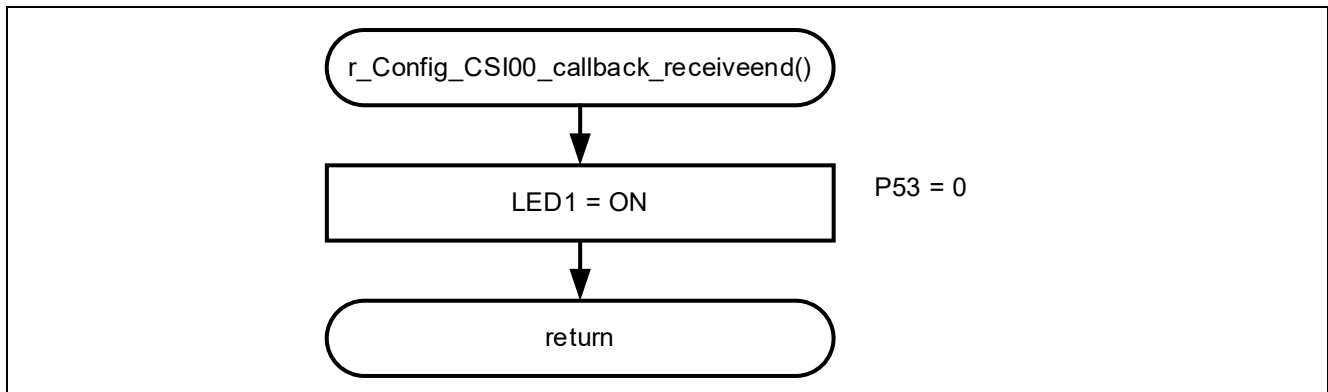 r_Config_CSI00_callback_receiveend()
LED1 = ON
P53 = 0
return